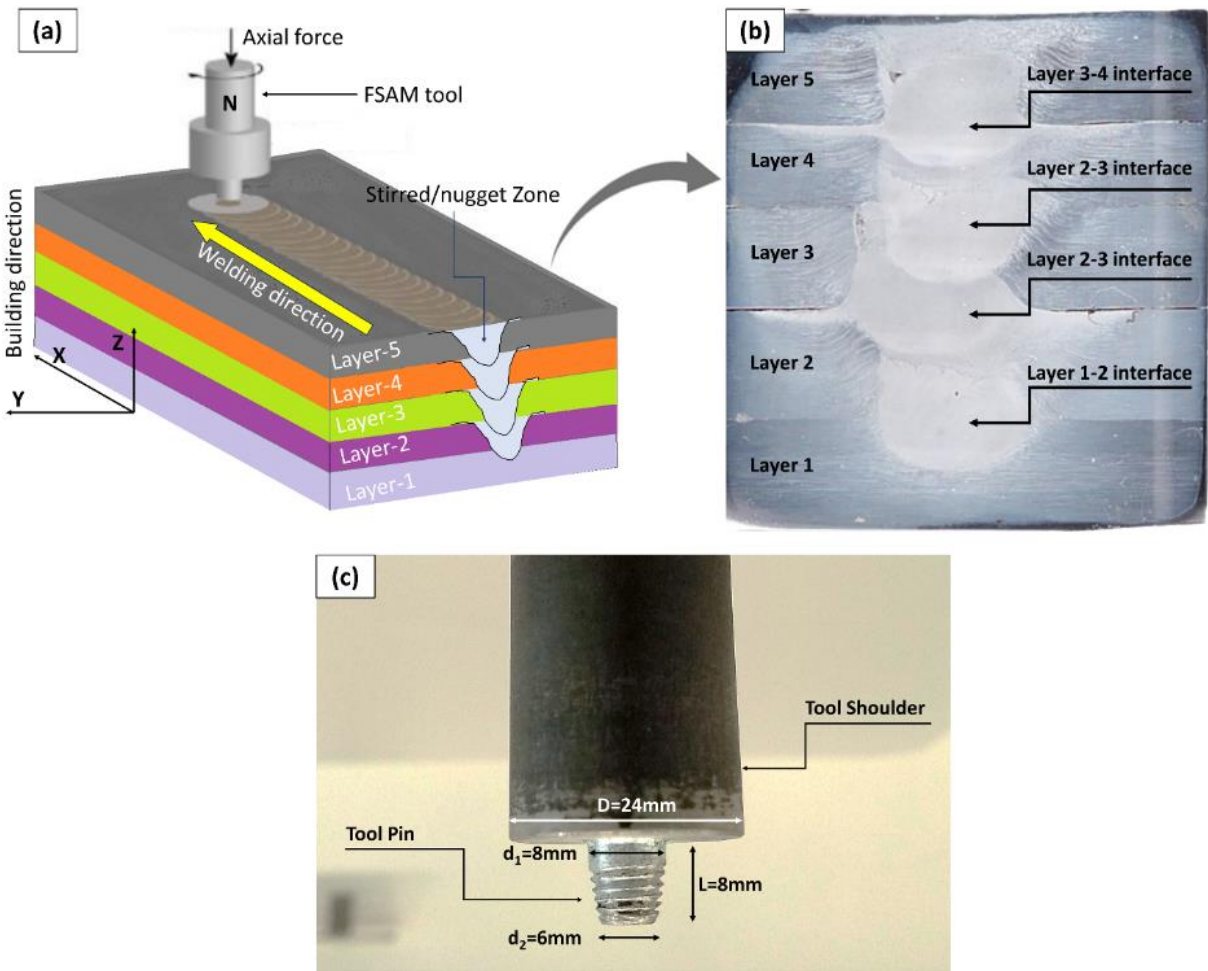 (a)
Axial force
N
FSAM tool
Stirred/nugget Zone
Building direction
Welding direction
Z
X
Y
Layer-5
Layer-4
Layer-3
Layer-2
Layer-1
(b)
Layer 5
Layer 3-4 interface
Layer 4
Layer 2-3 interface
Layer 3
Layer 2-3 interface
Layer 2
Layer 1-2 interface
Layer 1
(c)
Tool Shoulder
D=24mm
Tool Pin
d₁=8mm
L=8mm
d₂=6mm